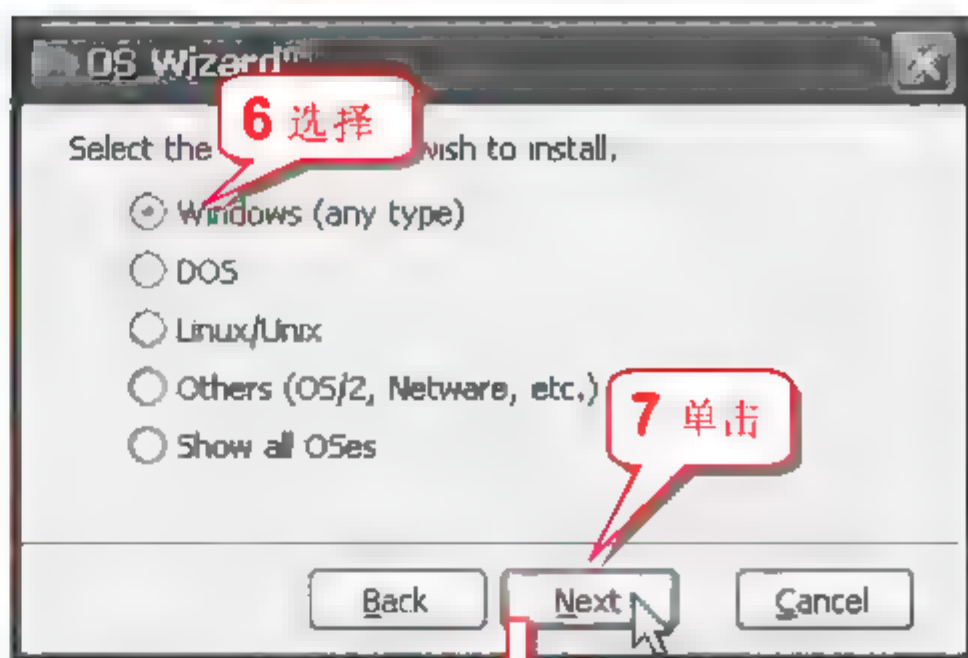 OS Wizard
6 选择
Select the wish to install,
Windows (any type)
DOS
Linux/Unix
Others (OS/2, Netware, etc.)
Show all OSes
7 单击
Back
Next
Cancel